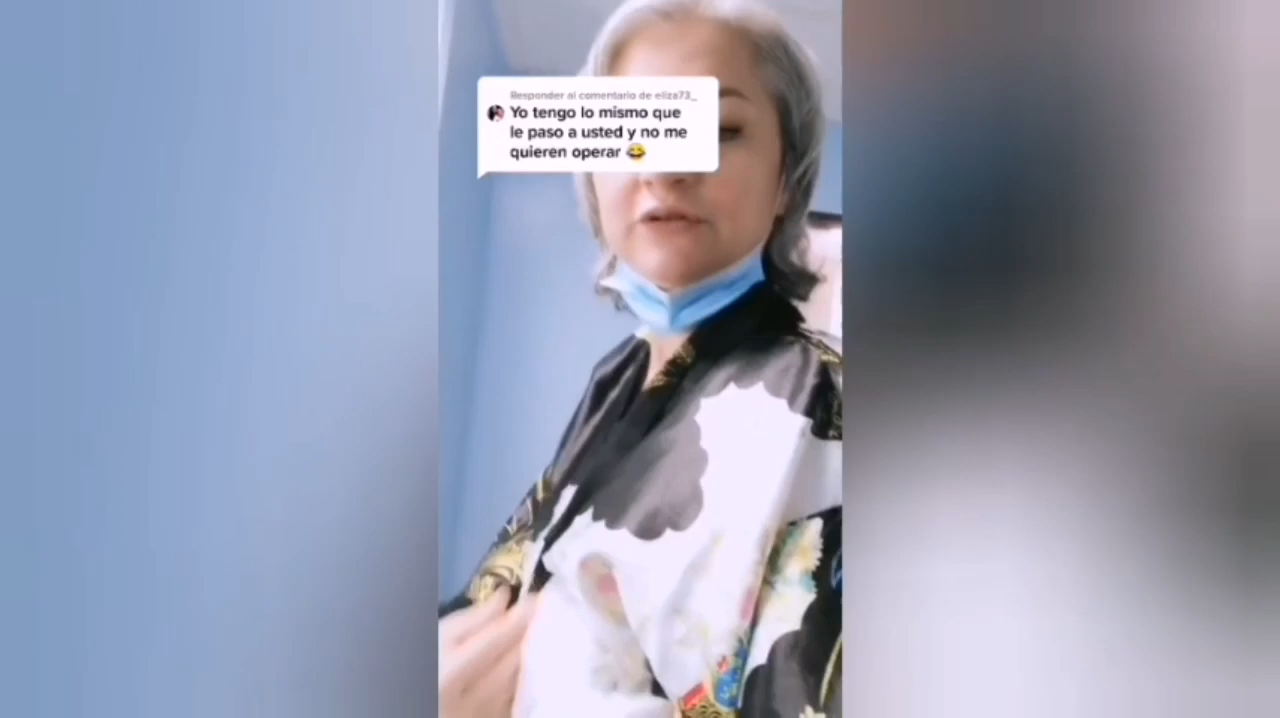 Responder al comentario de eliza73_
Yo tengo lo mismo que
le paso a usted y no me
quieren operar 😂